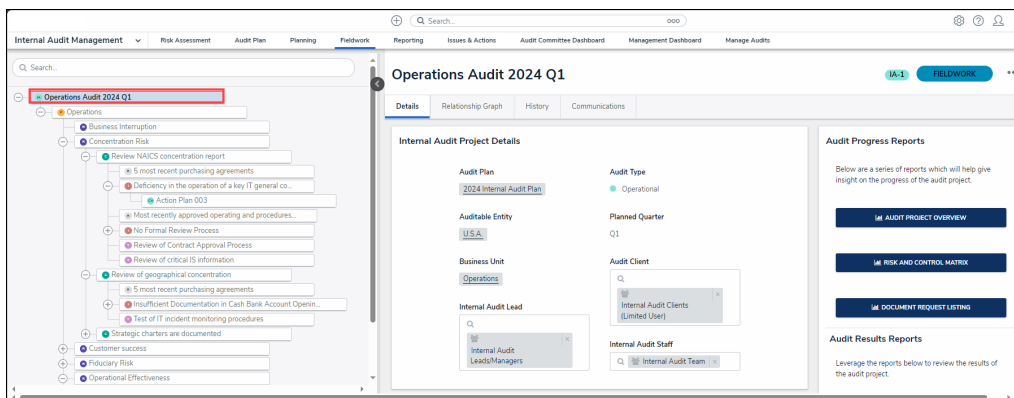 Search...
ooo
Internal Audit Management
Risk Assessment
Audit Plan
Planning
Fieldwork
Reporting
Issues & Actions
Audit Committee Dashboard
Management Dashboard
Manage Audits
Search...
Operations Audit 2024 Q1
Operations
Business Interruption
Concentration Risk
Review NAICS concentration report
5 most recent purchasing agreements
Deficiency in the operation of a key IT general co...
Action Plan 003
Most recently approved operating and procedures...
No Formal Review Process
Review of Contract Approval Process
Review of critical IS information
Review of geographical concentration
5 most recent purchasing agreements
Insufficient Documentation in Cash Bank Account Openin...
Test of IT incident monitoring procedures
Strategic charters are documented
Customer success
Fiduciary Risk
Operational Effectiveness
Operations Audit 2024 Q1
IA-1
FIELDWORK
Details
Relationship Graph
History
Communications
Internal Audit Project Details
Audit Plan
2024 Internal Audit Plan
Audit Type
Operational
Auditable Entity
U.S.A.
Planned Quarter
Q1
Business Unit
Operations
Audit Client
Internal Audit Clients
(Limited User)
Internal Audit Lead
Internal Audit
Leads/Managers
Internal Audit Staff
Internal Audit Team
Audit Progress Reports
Below are a series of reports which will help give
insight on the progress of the audit project.
AUDIT PROJECT OVERVIEW
RISK AND CONTROL MATRIX
DOCUMENT REQUEST LISTING
Audit Results Reports
Leverage the reports below to review the results of
the audit project.